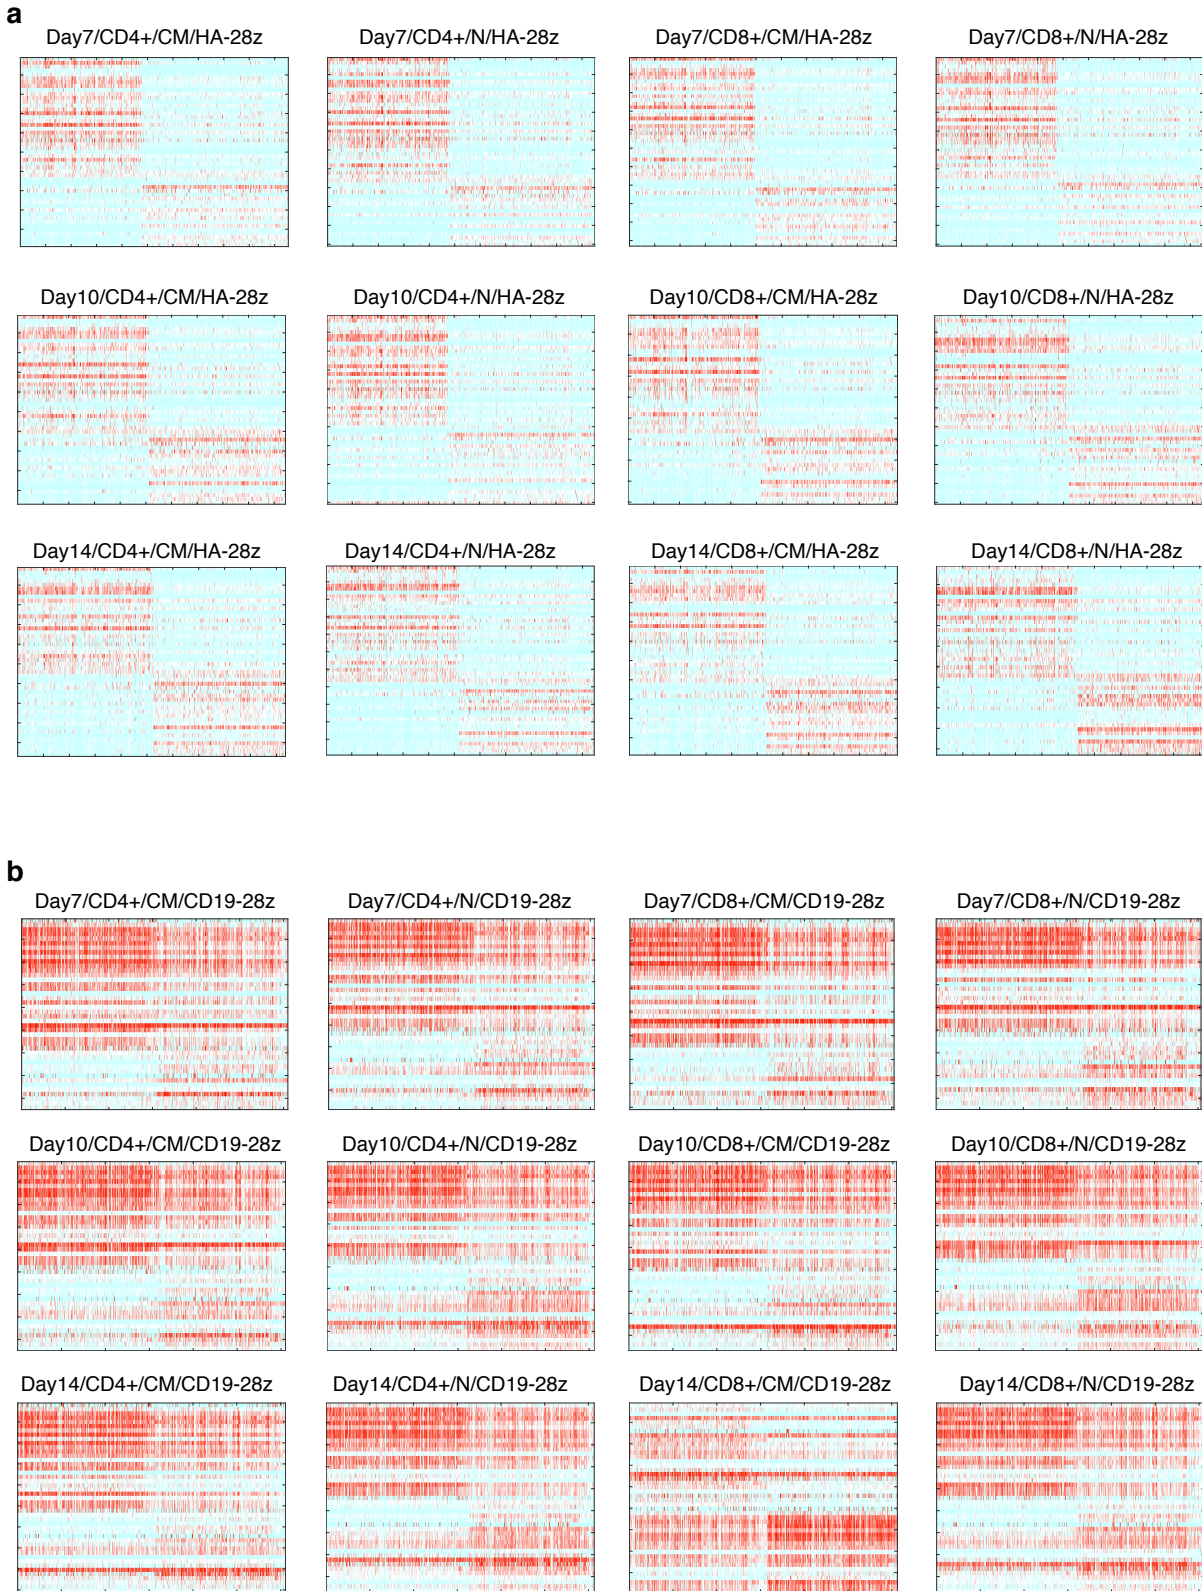 a
Day7/CD4+/CM/HA-28z
Day7/CD4+/N/HA-28z
Day7/CD8+/CM/HA-28z
Day7/CD8+/N/HA-28z
Day10/CD4+/CM/HA-28z
Day10/CD4+/N/HA-28z
Day10/CD8+/CM/HA-28z
Day10/CD8+/N/HA-28z
Day14/CD4+/CM/HA-28z
Day14/CD4+/N/HA-28z
Day14/CD8+/CM/HA-28z
Day14/CD8+/N/HA-28z
b
Day7/CD4+/CM/CD19-28z
Day7/CD4+/N/CD19-28z
Day7/CD8+/CM/CD19-28z
Day7/CD8+/N/CD19-28z
Day10/CD4+/CM/CD19-28z
Day10/CD4+/N/CD19-28z
Day10/CD8+/CM/CD19-28z
Day10/CD8+/N/CD19-28z
Day14/CD4+/CM/CD19-28z
Day14/CD4+/N/CD19-28z
Day14/CD8+/CM/CD19-28z
Day14/CD8+/N/CD19-28z